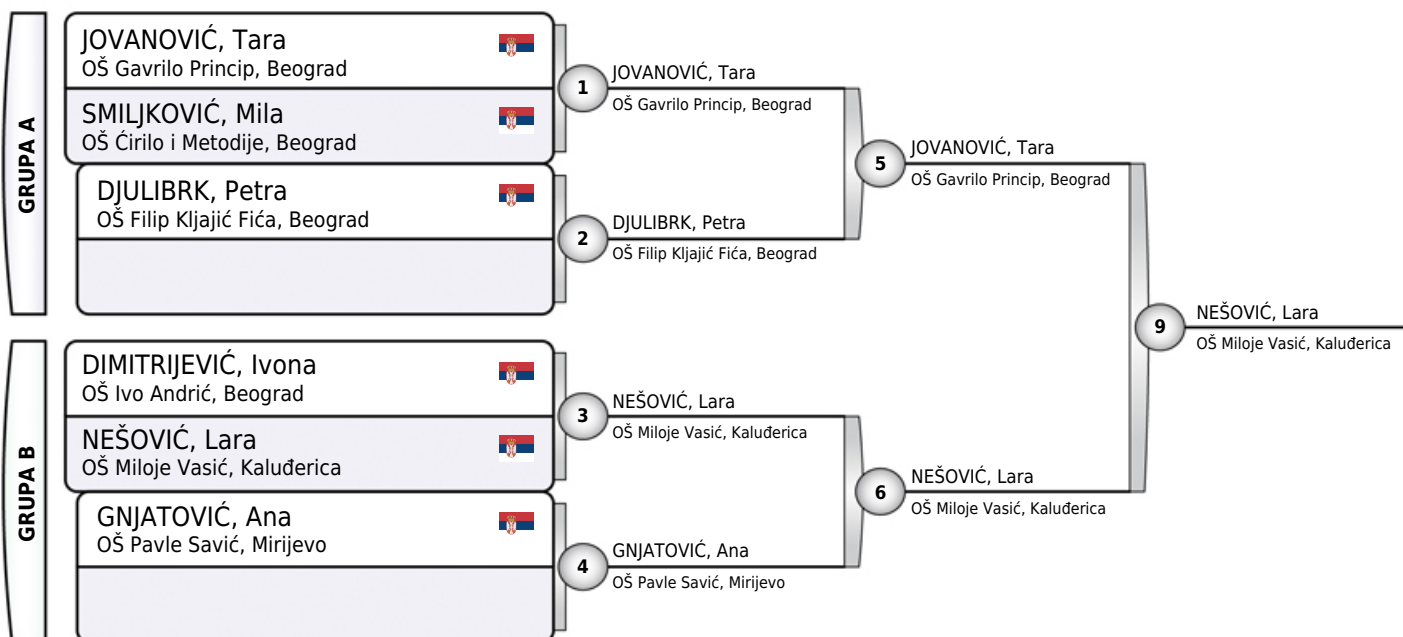 GRUPA A
JOVANOVIĆ, Tara
OŠ Gavrilo Princip, Beograd
SMILJKOVIĆ, Mila
OŠ Ćirilo i Metodije, Beograd
DJULIBRK, Petra
OŠ Filip Kljajić Fića, Beograd
1
JOVANOVIĆ, Tara
OŠ Gavrilo Princip, Beograd
2
DJULIBRK, Petra
OŠ Filip Kljajić Fića, Beograd
5
JOVANOVIĆ, Tara
OŠ Gavrilo Princip, Beograd
GRUPA B
DIMITRIJEVIĆ, Ivona
OŠ Ivo Andrić, Beograd
NEŠOVIĆ, Lara
OŠ Miloje Vasić, Kaluđerica
GNJATOVIĆ, Ana
OŠ Pavle Savić, Mirijevo
3
NEŠOVIĆ, Lara
OŠ Miloje Vasić, Kaluđerica
4
GNJATOVIĆ, Ana
OŠ Pavle Savić, Mirijevo
6
NEŠOVIĆ, Lara
OŠ Miloje Vasić, Kaluđerica
9
NEŠOVIĆ, Lara
OŠ Miloje Vasić, Kaluđerica